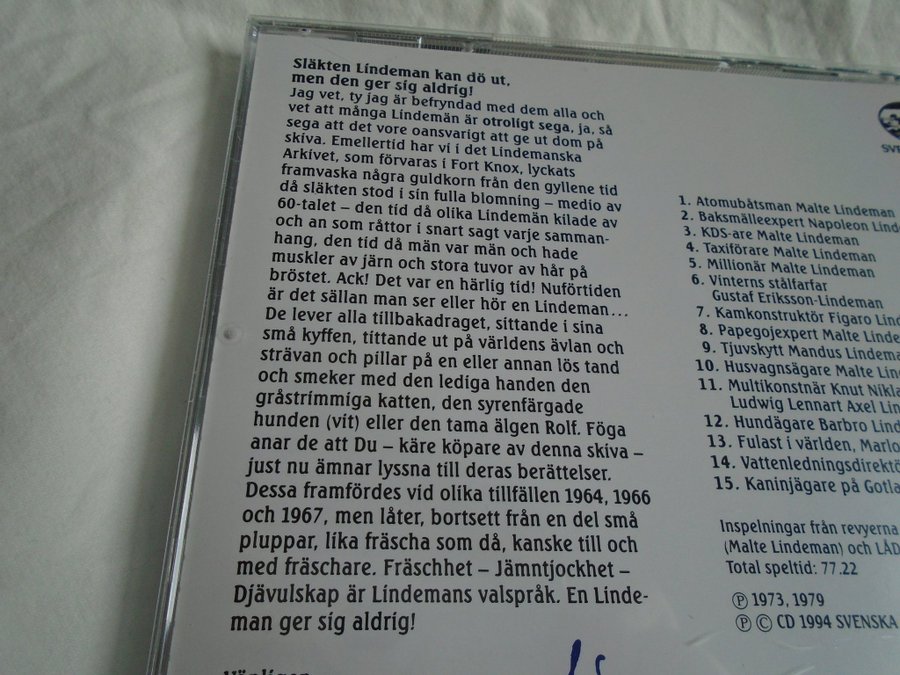 Släkten Lindeman kan dö ut,
men den ger sig aldrig!
Jag vet, ty jag är befryndad med dem alla och
vet att många Lindemän är otroligt sega, ja, så
sega att det vore oansvarigt att ge ut dom på
skiva. Emellertid har vi i det Lindemanska
Arkivet, som förvaras i Fort Knox, lyckats
framvaska några guldkorn från den gyllene tid
då släkten stod i sin fulla blomning – medio av
60-talet – den tid då olika Lindemän kilade av
och an som råttor i snart sagt varje samman-
hang, den tid då män var män och hade
muskler av järn och stora tuvor av hår på
bröstet. Ack! Det var en härlig tid! Nuförtiden
är det sällan man ser eller hör en Lindeman...
De lever alla tillbakadraget, sittande i sina
små kyffen, tittande ut på världens ävlan och
strävan och pillar på en eller annan lös tand
och smeker med den lediga handen den
gråstrimmiga katten, den syrenfärgade
hunden (vit) eller den tama älgen Rolf. Föga
anar de att Du – käre köpare av denna skiva –
just nu ämnar lyssna till deras berättelser.
Dessa framfördes vid olika tillfällen 1964, 1966
och 1967, men låter, bortsett från en del små
pluppar, lika fräscha som då, kanske till och
med fräschare. Fräschhet – Jämntjockhet –
Djävulskap är Lindemans valspråk. En Linde-
man ger sig aldrig!
1. Atomubåtsman Malte Lindeman
2. Baksmälleexpert Napoleon Linde
3. KDS-are Malte Lindeman
4. Taxiförare Malte Lindeman
5. Millionär Malte Lindeman
6. Vinterns stålfarfar
Gustaf Eriksson-Lindeman
7. Kamkonstruktör Figaro Lind
8. Papegojexpert Malte Linde
9. Tjuvskytt Mandus Lindema
10. Husvagnsägare Malte Lin
11. Multikonstnär Knut Nikla
Ludwig Lennart Axel Lin
12. Hundägare Barbro Lind
13. Fulast i världen, Marlo
14. Vattenledningsdirektö
15. Kaninjägare på Gotla
Inspelningar från revyerna
(Malte Lindeman) och LÅD
Total speltid: 77.22
Ⓟ 1973, 1979
Ⓟ © CD 1994 SVENSKA